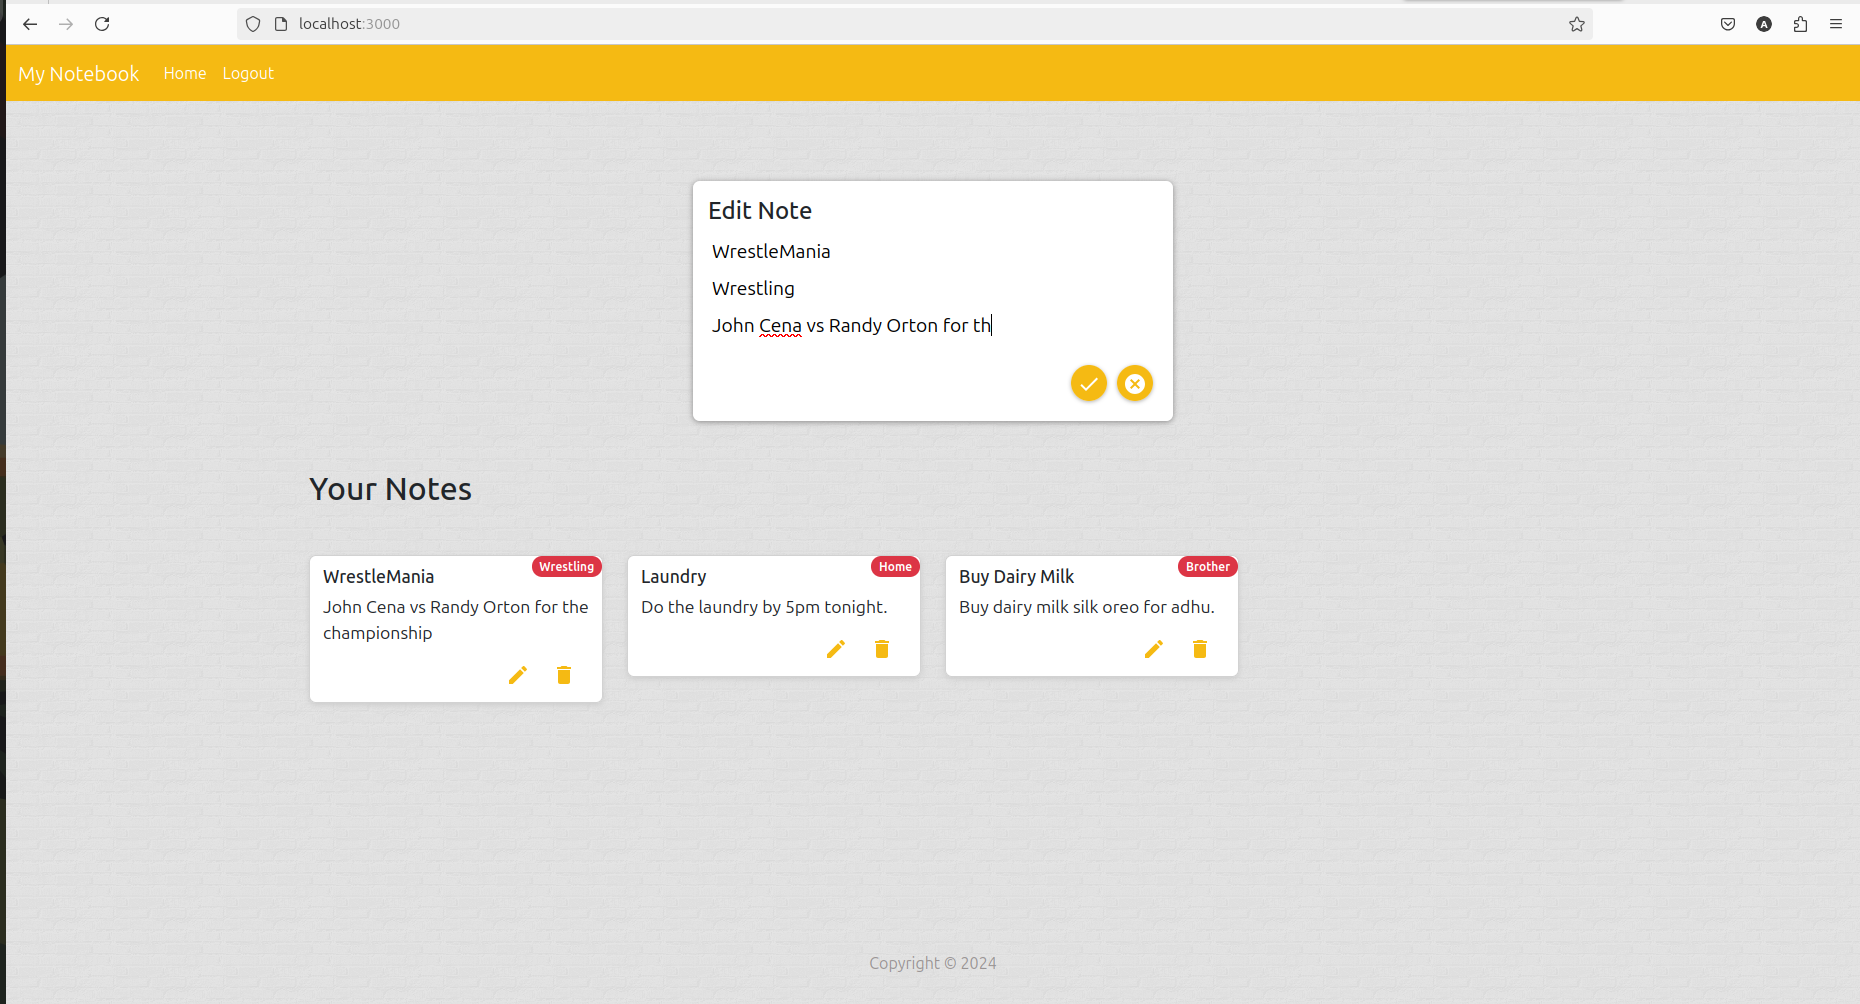 localhost:3000
A
My Notebook Home Logout
Edit Note
WrestleMania
Wrestling
John Cena vs Randy Orton for th
Your Notes
Wrestling
WrestleMania
John Cena vs Randy Orton for the
championship
Home
Laundry
Do the laundry by 5pm tonight.
Brother
Buy Dairy Milk
Buy dairy milk silk oreo for adhu.
Copyright © 2024